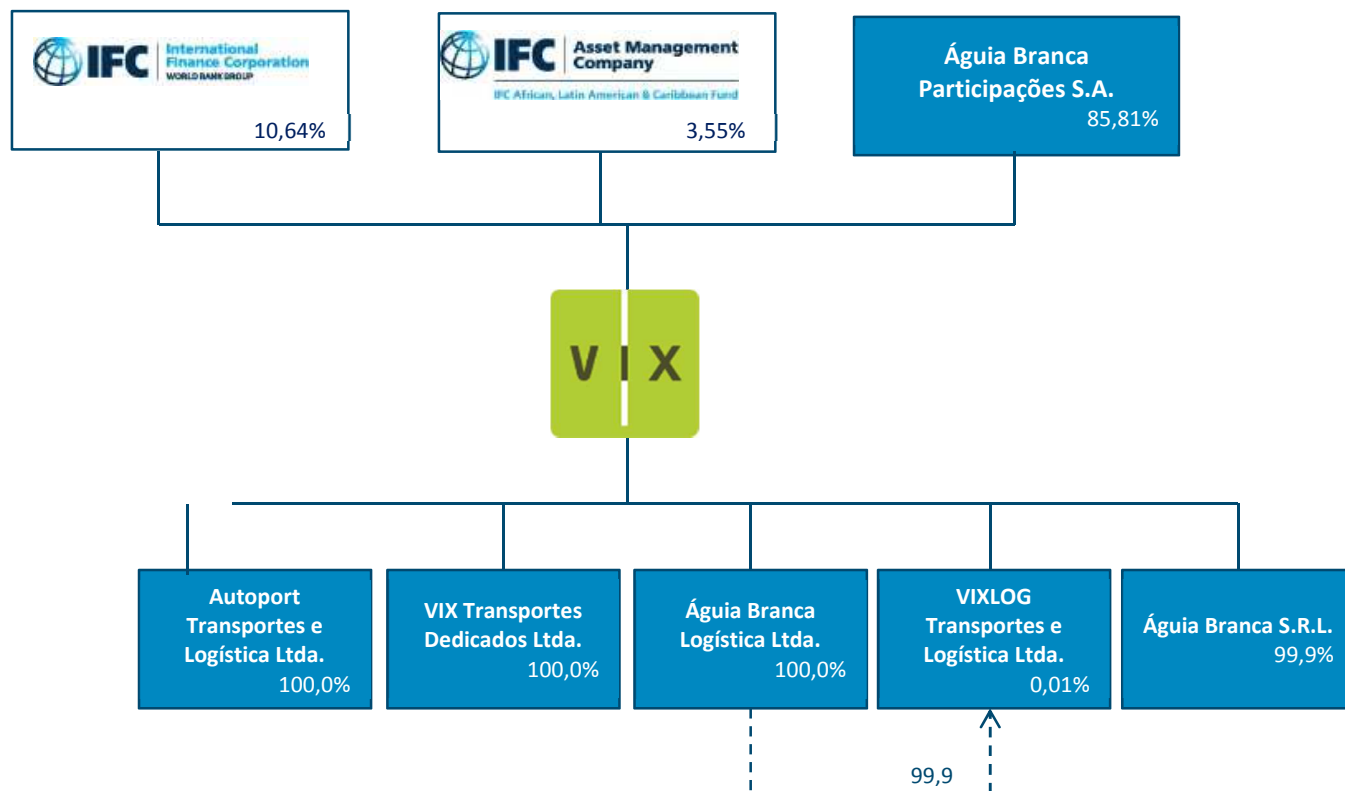 IFC
International
Finance Corporation
WORLD BANK GROUP
10,64%
IFC
Asset Management
Company
IFC African, Latin American & Caribbean Fund
3,55%
Águia Branca
Participações S.A.
85,81%
V I X
Autoport
Transportes e
Logística Ltda.
100,0%
VIX Transportes
Dedicados Ltda.
100,0%
Águia Branca
Logística Ltda.
100,0%
VIXLOG
Transportes e
Logística Ltda.
0,01%
Águia Branca S.R.L.
99,9%
99,9